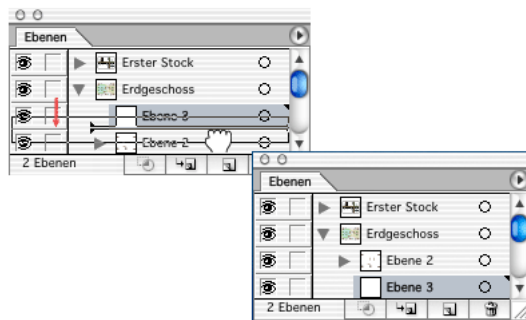 Ebenen
Erster Stock
Erdgeschoss
Ebene 3
Ebene 2
2 Ebenen
Ebenen
Erster Stock
Erdgeschoss
Ebene 2
Ebene 3
2 Ebenen